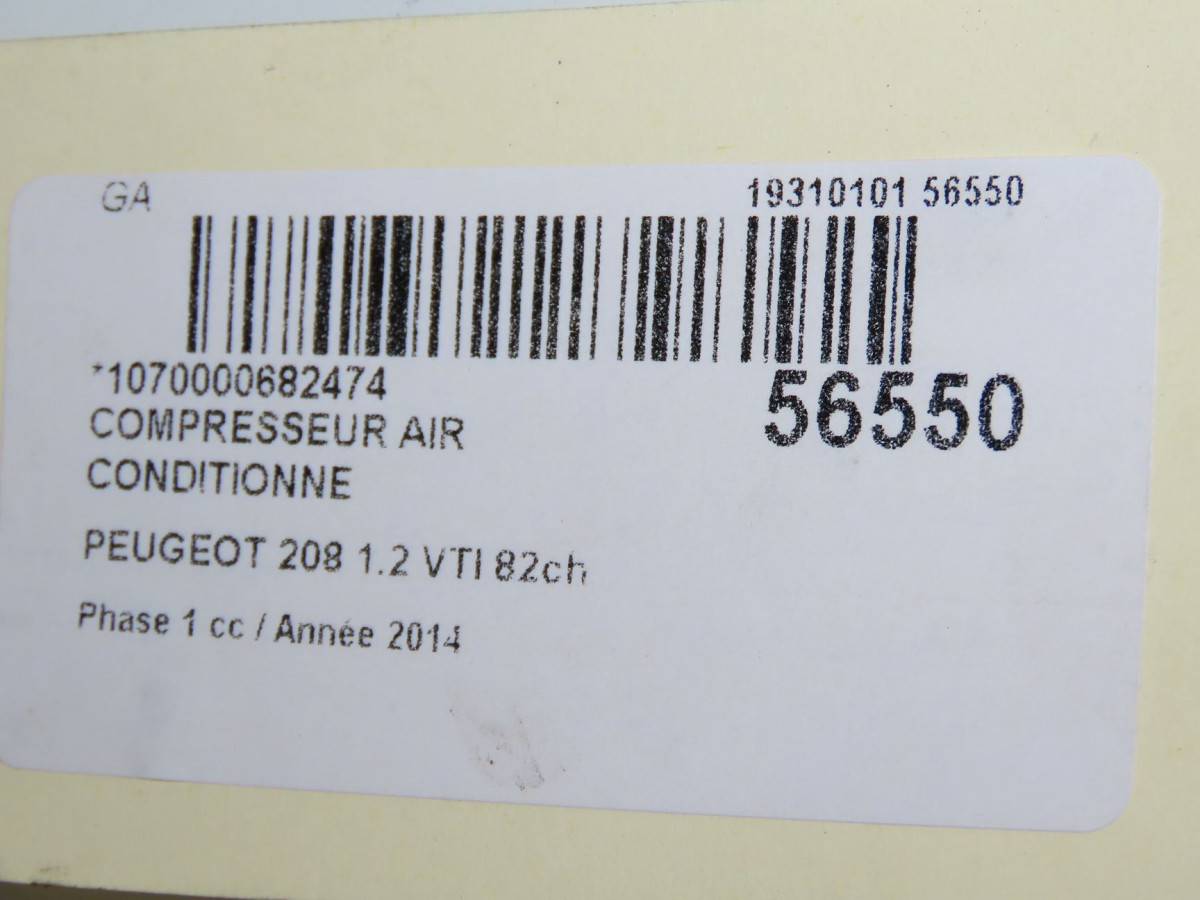 GA
19310101 56550
*1070000682474
56550
COMPRESSEUR AIR
CONDITIONNE
PEUGEOT 208 1.2 VTI 82ch
Phase 1 cc / Année 2014